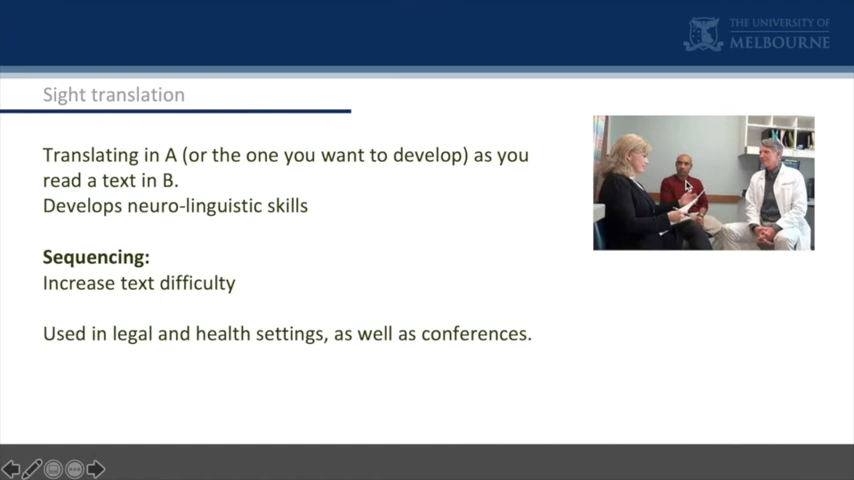 THE UNIVERSITY OF
MELBOURNE
Sight translation
Translating in A (or the one you want to develop) as you
read a text in B.
Develops neuro-linguistic skills
Sequencing:
Increase text difficulty
Used in legal and health settings, as well as conferences.